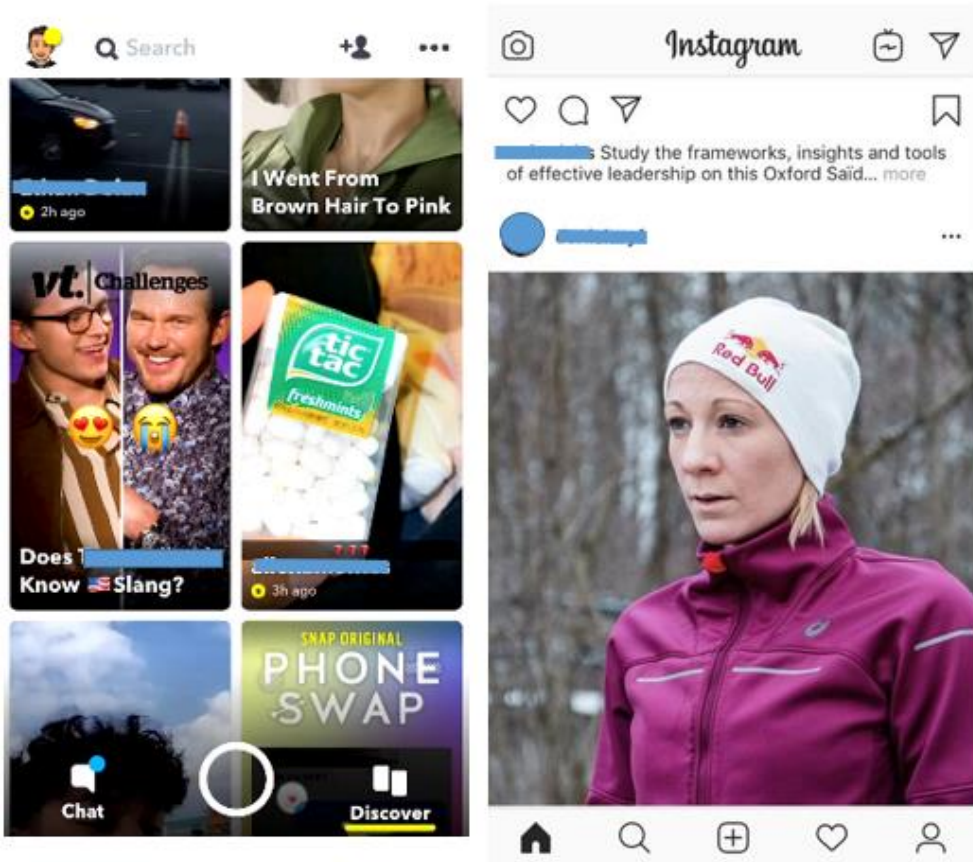 Search
2h ago
I Went From
Brown Hair To Pink
vt. Challenges
tic
tac
freshmints
Does
Know 🇺🇸 Slang?
3h ago
SNAP ORIGINAL
PHONE
SWAP
Chat
Discover
Instagram
s Study the frameworks, insights and tools
of effective leadership on this Oxford Saïd... more
Red Bull